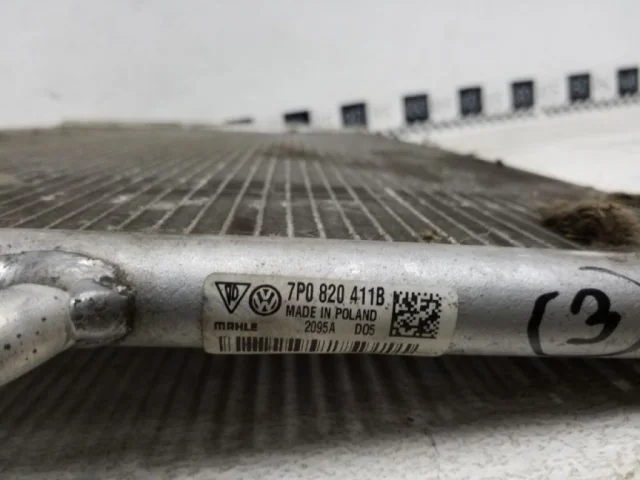 7P0 820 411B
MADE IN POLAND
MAHLE 2095A D05
(3)